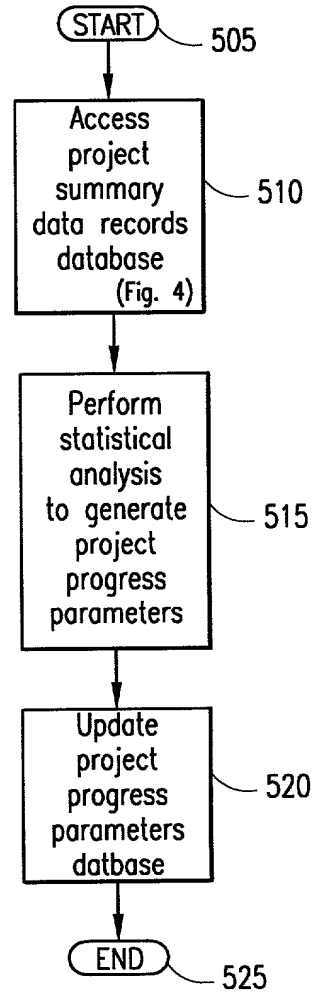 START
505
Access
project
summary
data records
database
(Fig. 4)
510
Perform
statistical
analysis
to generate
project
progress
parameters
515
Update
project
progress
parameters
datbase
520
END
525